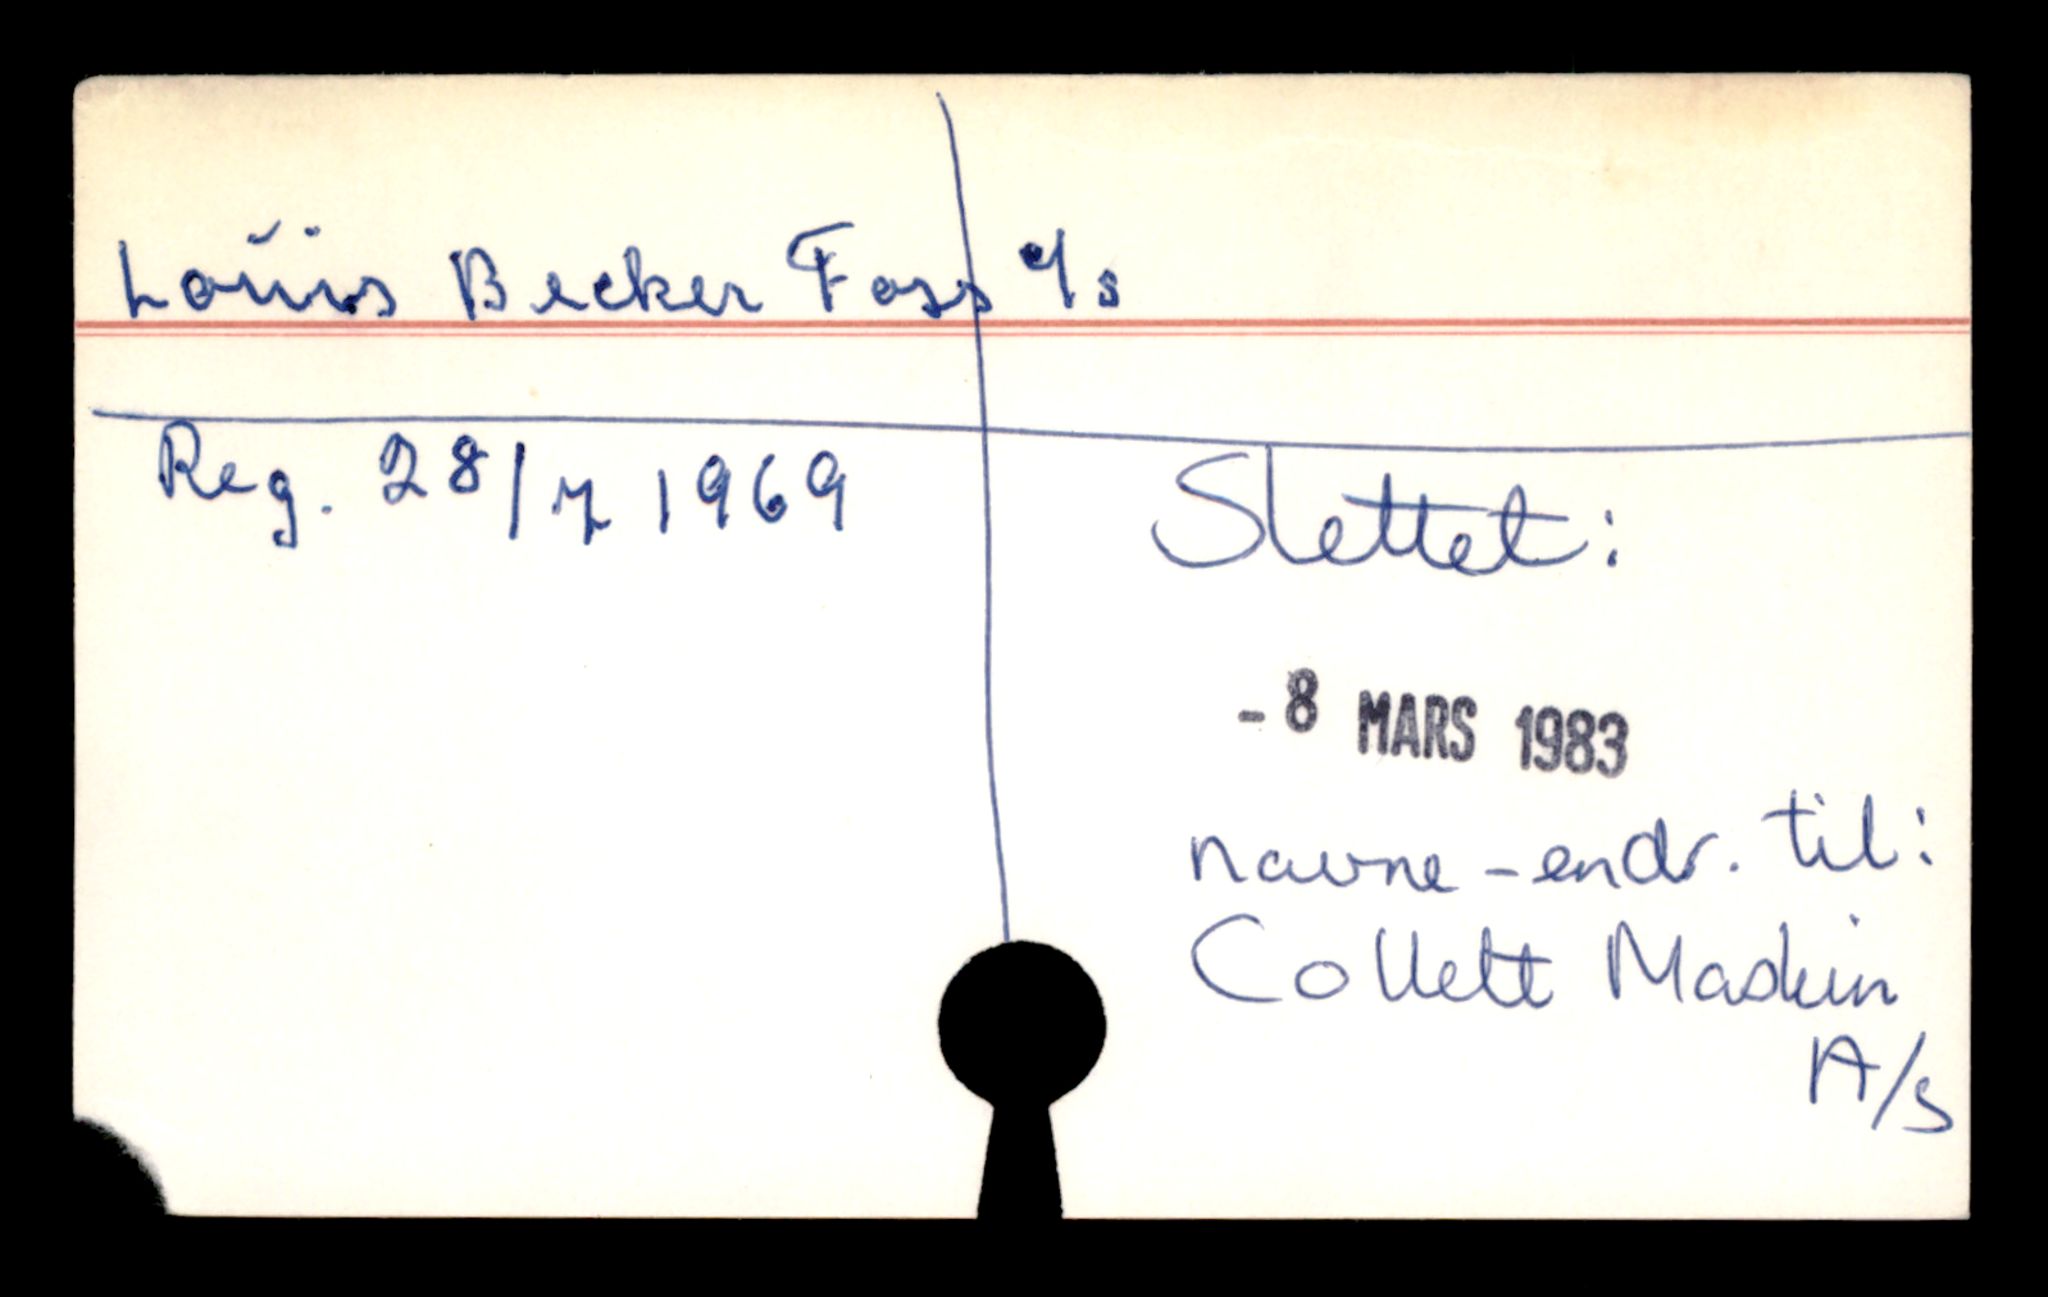 Louis Becker Foss A/s
Reg. 28/7 1969
Slettet:
- 8 MARS 1983
navne-endr. til:
Collett Maskin
A/s